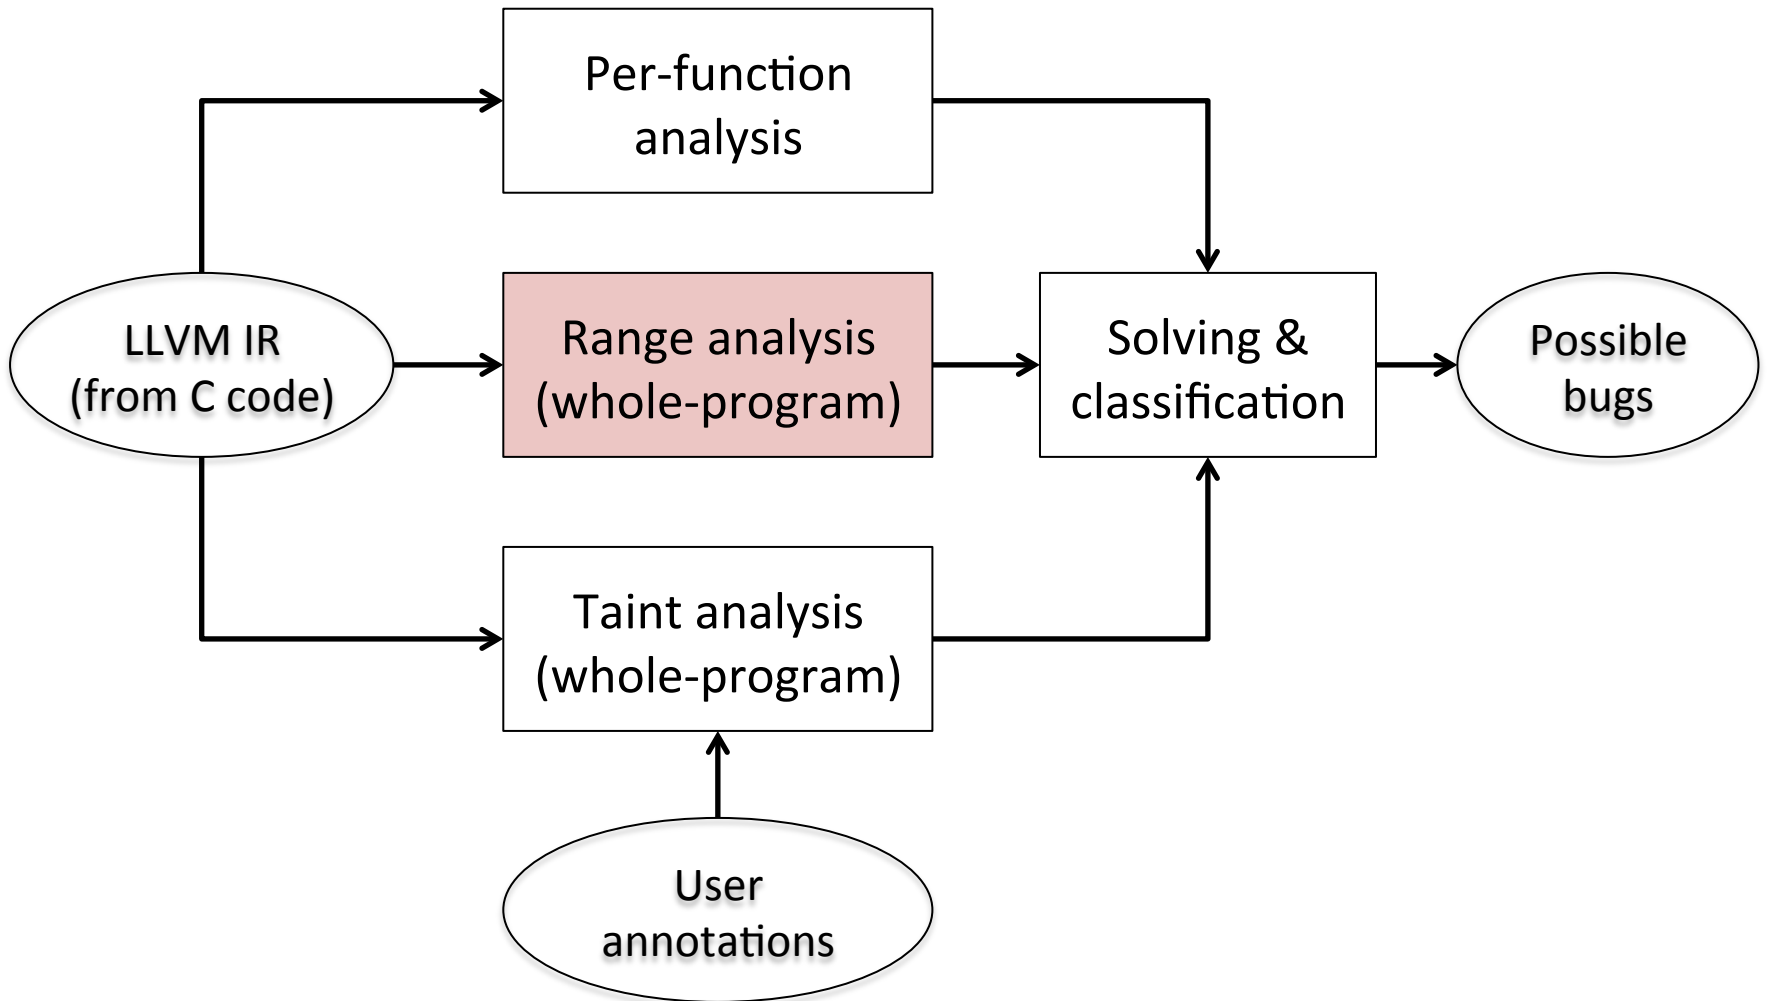 Per-function
analysis
LLVM IR
(from C code)
Range analysis
(whole-program)
Solving &
classification
Possible
bugs
Taint analysis
(whole-program)
User
annotations